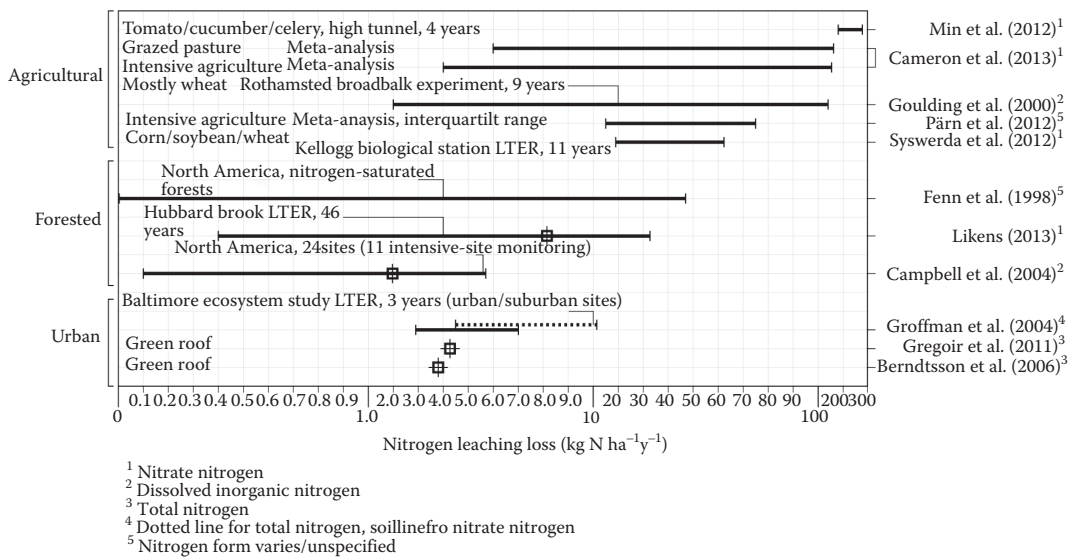 Tomato/cucumber/celery, high tunnel, 4 years
Min et al. (2012)¹
Grazed pasture Meta-analysis
Cameron et al. (2013)¹
Intensive agriculture Meta-analysis
Agricultural
Mostly wheat Rothamsted broadbalk experiment, 9 years
Goulding et al. (2000)²
Intensive agriculture Meta-anaysis, interquartilt range
Pärn et al. (2012)⁵
Corn/soybean/wheat
Syswerda et al. (2012)¹
Kellogg biological station LTER, 11 years
North America, nitrogen-saturated
forests
Fenn et al. (1998)⁵
Forested
Hubbard brook LTER, 46
years
Likens (2013)¹
North America, 24sites (11 intensive-site monitoring)
Campbell et al. (2004)²
Baltimore ecosystem study LTER, 3 years (urban/suburban sites)
Groffman et al. (2004)⁴
Urban
Green roof
Gregoir et al. (2011)³
Green roof
Berndtsson et al. (2006)³
0.1 0.2 0.3 0.4 0.5 0.6 0.7 0.8 0.9 2.0 3.0 4.0 5.0 6.0 7.0 8.0 9.0 20 30 40 50 60 70 80 90 200 300
0 1.0 10 100
Nitrogen leaching loss (kg N ha⁻¹y⁻¹)
¹ Nitrate nitrogen
² Dissolved inorganic nitrogen
³ Total nitrogen
⁴ Dotted line for total nitrogen, soillinefro nitrate nitrogen
⁵ Nitrogen form varies/unspecified